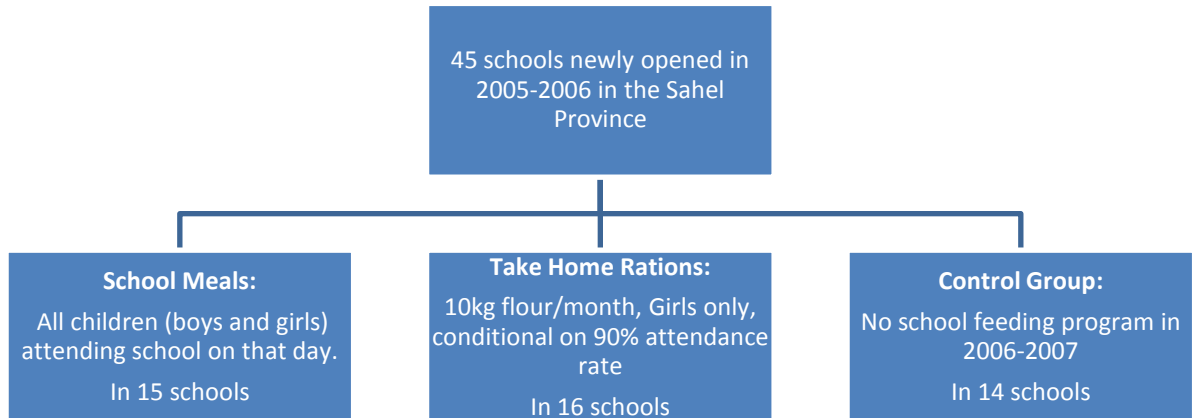 45 schools newly opened in
2005-2006 in the Sahel
Province
School Meals:
All children (boys and girls)
attending school on that day.
In 15 schools
Take Home Rations:
10kg flour/month, Girls only,
conditional on 90% attendance
rate
In 16 schools
Control Group:
No school feeding program in
2006-2007
In 14 schools